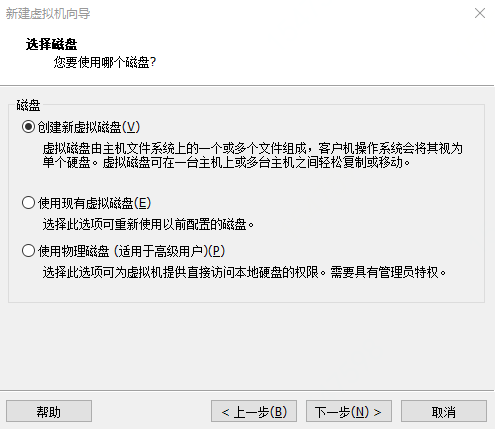 新建虚拟机向导
选择磁盘
您要使用哪个磁盘?
磁盘
创建新虚拟磁盘(V)
虚拟磁盘由主机文件系统上的一个或多个文件组成，客户机操作系统会将其视为
单个硬盘。虚拟磁盘可在一台主机上或多台主机之间轻松复制或移动。
使用现有虚拟磁盘(E)
选择此选项可重新使用以前配置的磁盘。
使用物理磁盘 (适用于高级用户)(P)
选择此选项可为虚拟机提供直接访问本地硬盘的权限。需要具有管理员特权。
帮助
< 上一步(B)
下一步(N) >
取消